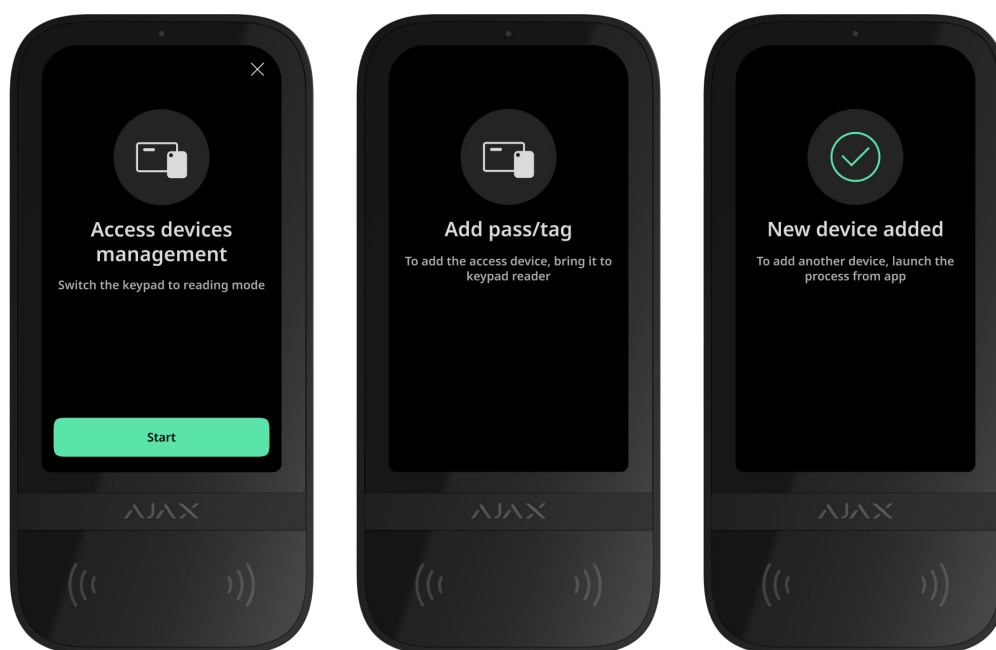 Access devices
management
Switch the keypad to reading mode
Start
AJAX
Add pass/tag
To add the access device, bring it to
keypad reader
AJAX
New device added
To add another device, launch the
process from app
AJAX